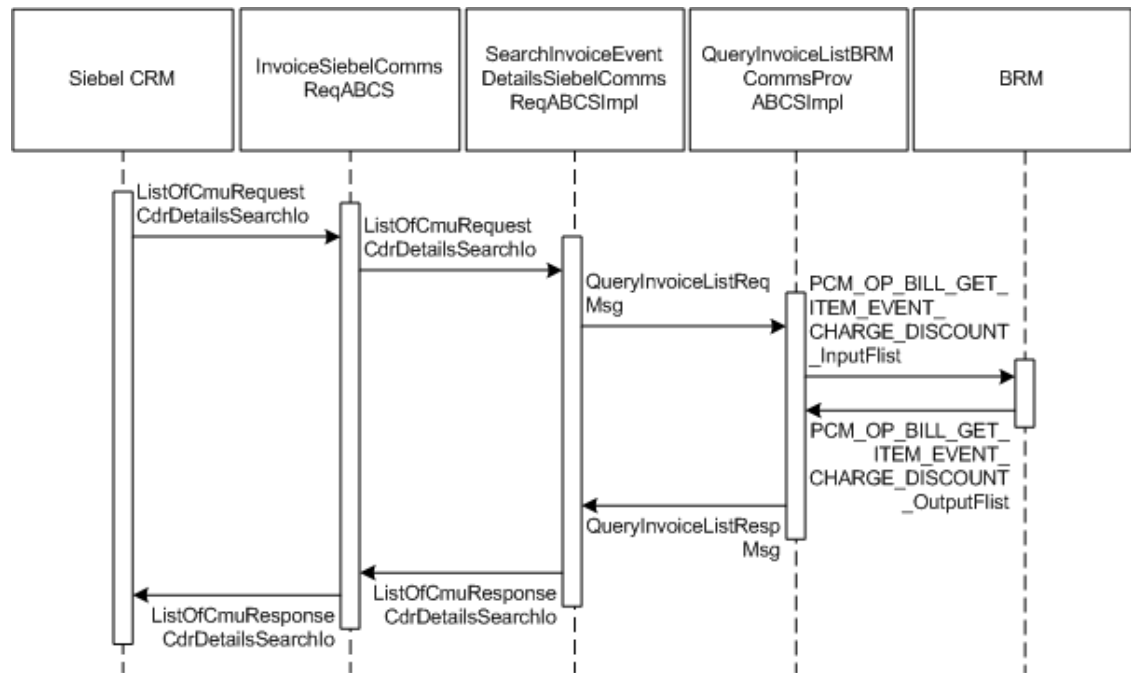 Siebel CRM
InvoiceSiebelComms
ReqABCS
SearchInvoiceEvent
DetailsSiebelComms
ReqABCSImpl
QueryInvoiceListBRM
CommsProv
ABCSImpl
BRM
ListOfCmuRequest
CdrDetailsSearchIo
ListOfCmuRequest
CdrDetailsSearchIo
QueryInvoiceListReq
Msg
PCM_OP_BILL_GET_
ITEM_EVENT_
CHARGE_DISCOUNT
_InputFlist
PCM_OP_BILL_GET_
ITEM_EVENT_
CHARGE_DISCOUNT
_OutputFlist
QueryInvoiceListResp
Msg
ListOfCmuResponse
CdrDetailsSearchIo
ListOfCmuResponse
CdrDetailsSearchIo